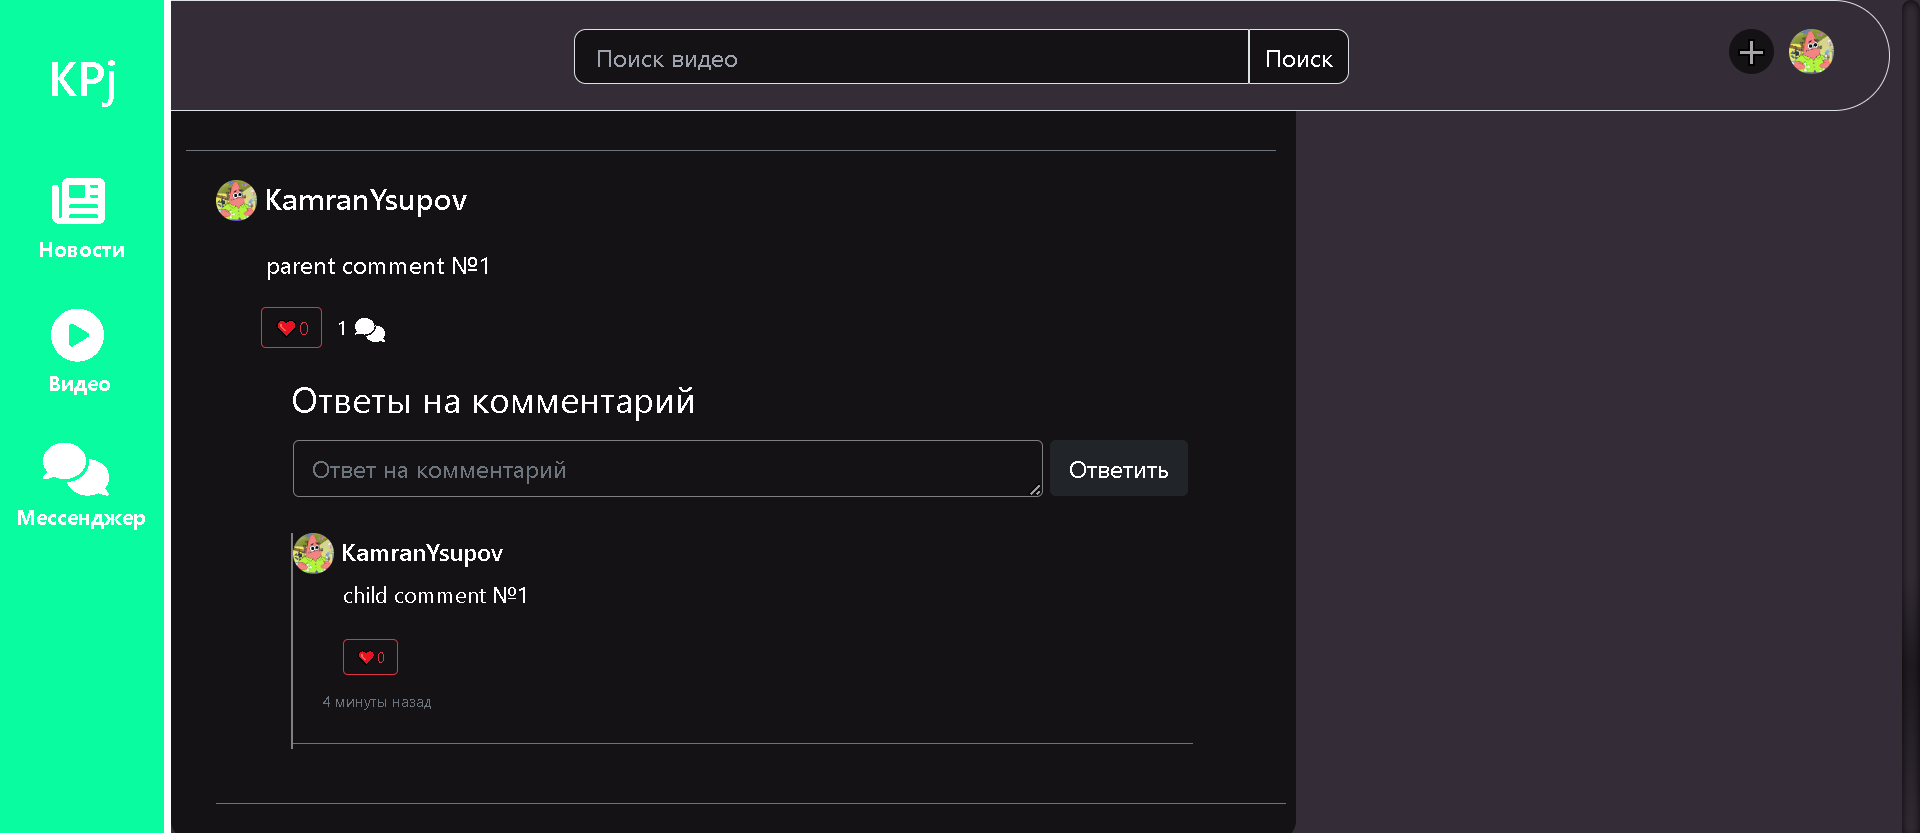 KPj
Поиск видео
Поиск
Новости
Видео
Мессенджер
KamranYsupov
parent comment №1
0
1
Ответы на комментарий
Ответ на комментарий
Ответить
KamranYsupov
child comment №1
0
4 минуты назад